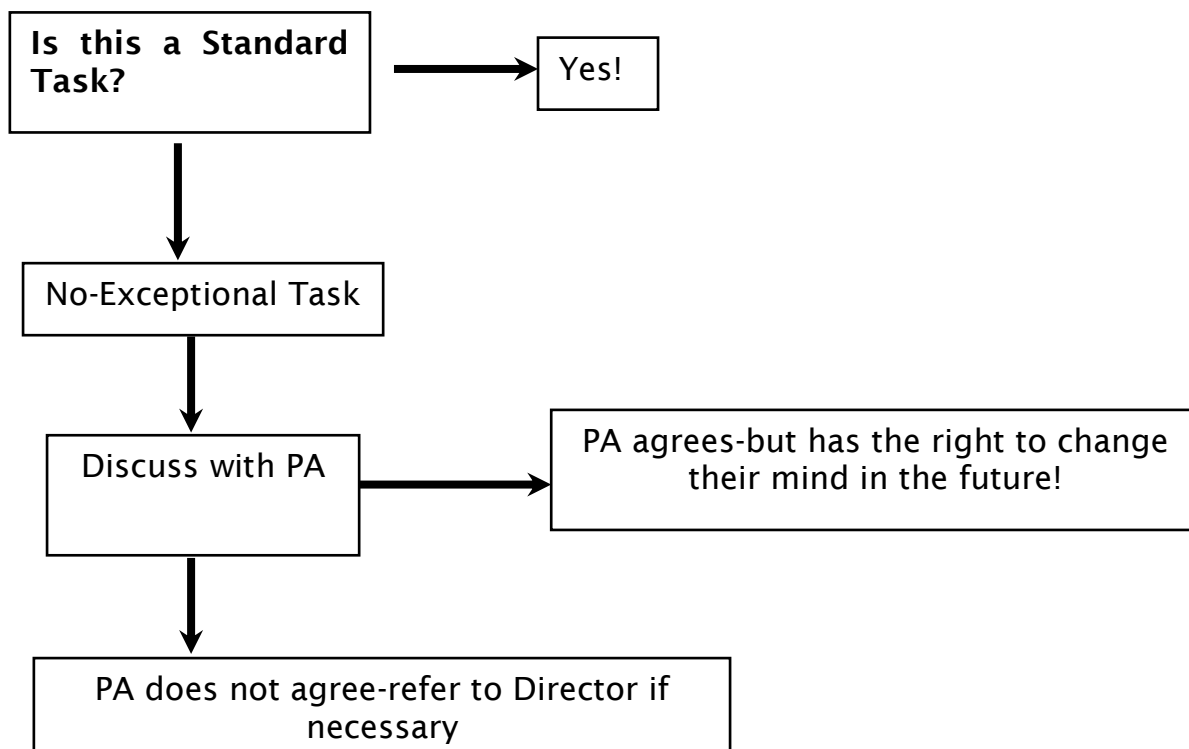 Is this a Standard
Task?
Yes!
No-Exceptional Task
Discuss with PA
PA agrees-but has the right to change
their mind in the future!
PA does not agree-refer to Director if
necessary